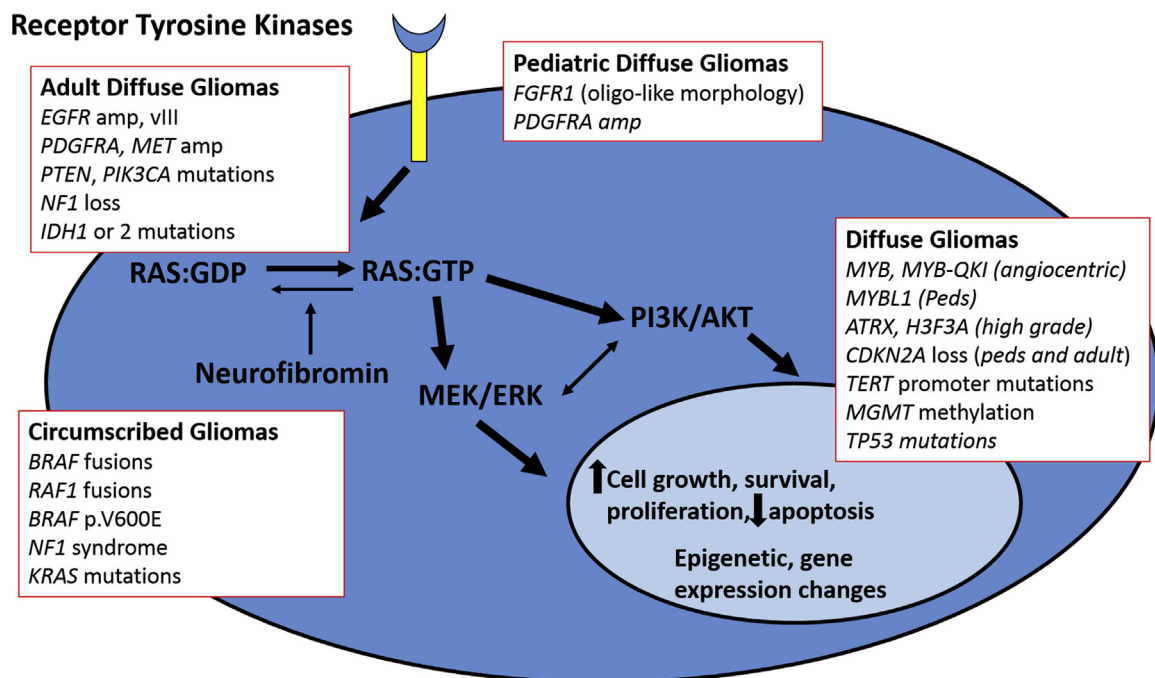 Receptor Tyrosine Kinases
Adult Diffuse Gliomas
EGFR amp, vIII
PDGFRA, MET amp
PTEN, PIK3CA mutations
NF1 loss
IDH1 or 2 mutations
Pediatric Diffuse Gliomas
FGFR1 (oligo-like morphology)
PDGFRA amp
RAS:GDP
RAS:GTP
Neurofibromin
MEK/ERK
PI3K/AKT
Diffuse Gliomas
MYB, MYB-QKI (angiocentric)
MYBL1 (Peds)
ATRX, H3F3A (high grade)
CDKN2A loss (peds and adult)
TERT promoter mutations
MGMT methylation
TP53 mutations
Circumscribed Gliomas
BRAF fusions
RAF1 fusions
BRAF p.V600E
NF1 syndrome
KRAS mutations
Cell growth, survival,
proliferation, apoptosis
Epigenetic, gene
expression changes